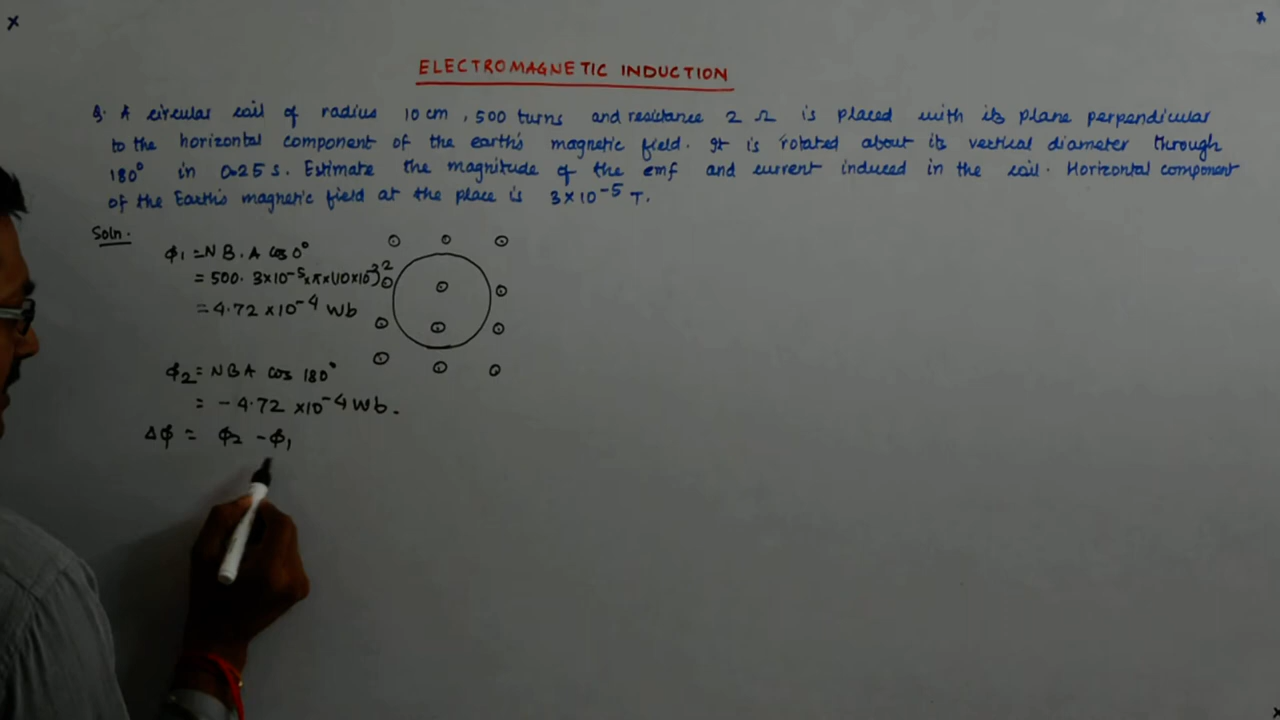 ELECTROMAGNETIC INDUCTION
Q. A circular coil of radius 10 cm, 500 turns and resistance 2 Ω is placed with its plane perpendicular
to the horizontal component of the earth's magnetic field. It is rotated about its vertical diameter through
180° in 0.25 s. Estimate the magnitude of the emf and current induced in the coil. Horizontal component
of the Earth's magnetic field at the place is 3×10⁻⁵ T.
Soln.
ϕ₁ = N B.A cos 0°
= 500. 3×10⁻⁵×π×(10×10⁻²)²
= 4.72 ×10⁻⁴ Wb
ϕ₂ = NBA cos 180°
= -4.72 ×10⁻⁴ Wb.
Δϕ = ϕ₂ - ϕ₁